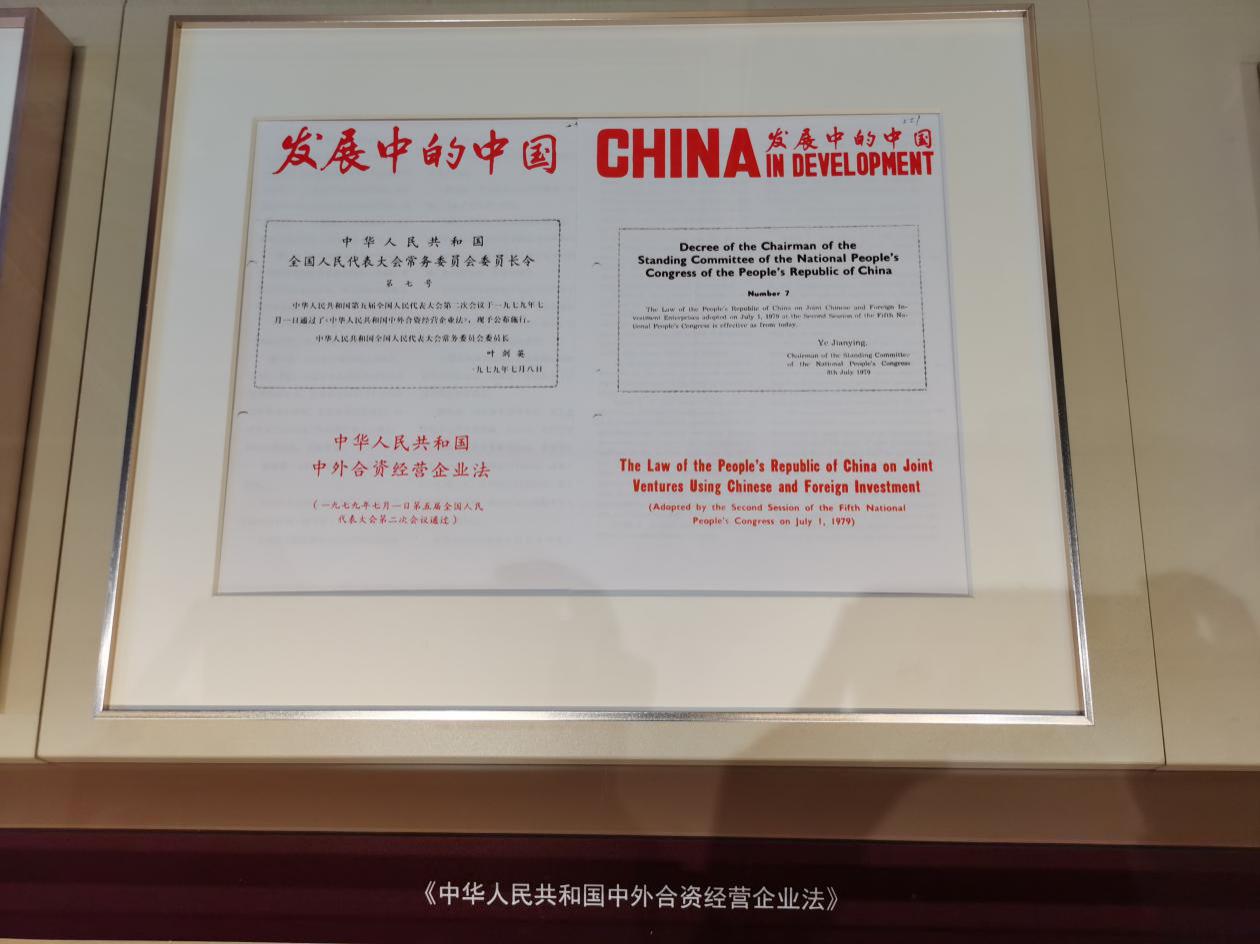 发展中的中国
中华人民共和国
全国人民代表大会常务委员会委员长令
第七号
中华人民共和国第五届全国人民代表大会第二次会议于一九七九年七
月一日通过了《中华人民共和国中外合资经营企业法》，现予公布施行。
中华人民共和国全国人民代表大会常务委员会委员长
叶剑英
一九七九年七月八日
中华人民共和国
中外合资经营企业法
（一九七九年七月一日第五届全国人民
代表大会第二次会议通过）
CHINA 发展中的中国
IN DEVELOPMENT
Decree of the Chairman of the
Standing Committee of the National People's
Congress of the People's Republic of China
Number 7
The Law of the People's Republic of China on Joint Chinese and Foreign In-
vestment Enterprises adopted on July 1, 1979 at the Second Session of the Fifth Na-
tional People's Congress is effective as from today.
Ye Jianying,
Chairman of the Standing Committee
of the National People's Congress
8th July 1979
The Law of the People's Republic of China on Joint
Ventures Using Chinese and Foreign Investment
(Adopted by the Second Session of the Fifth National
People's Congress on July 1, 1979)
《中华人民共和国中外合资经营企业法》